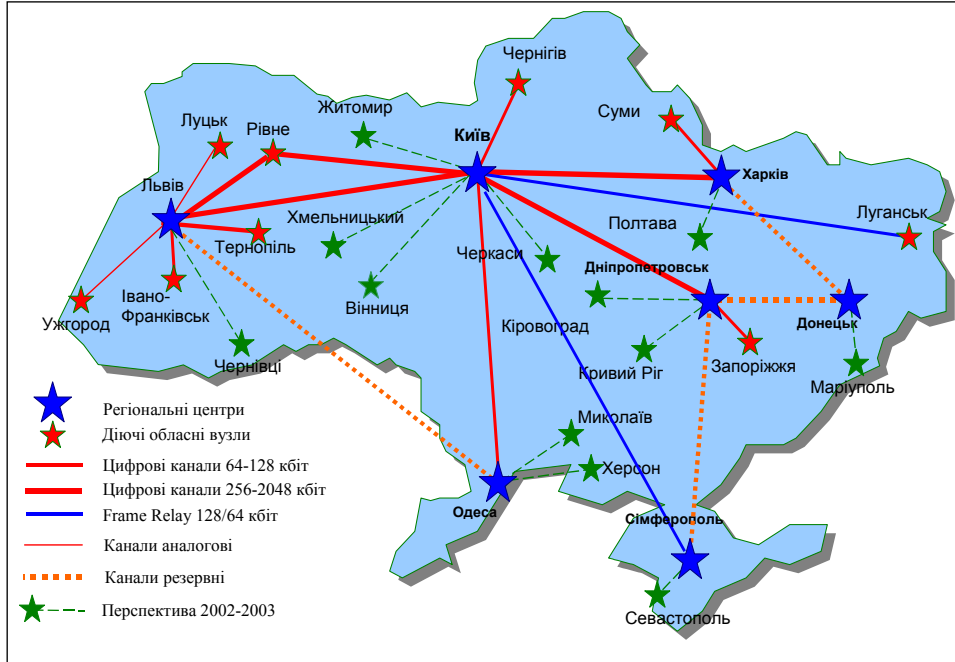 Чернігів
Житомир
Суми
Луцьк
Рівне
Київ
Харків
Львів
Хмельницький
Полтава
Луганськ
Тернопіль
Черкаси
Дніпропетровськ
Івано-
Франківськ
Вінниця
Ужгород
Кіровоград
Донецьк
Чернівці
Кривий Ріг
Запоріжжя
Маріуполь
Миколаїв
Херсон
Одеса
Сімферополь
Севастополь
Регіональні центри
Діючі обласні вузли
Цифрові канали 64-128 кбіт
Цифрові канали 256-2048 кбіт
Frame Relay 128/64 кбіт
Канали аналогові
Канали резервні
Перспектива 2002-2003